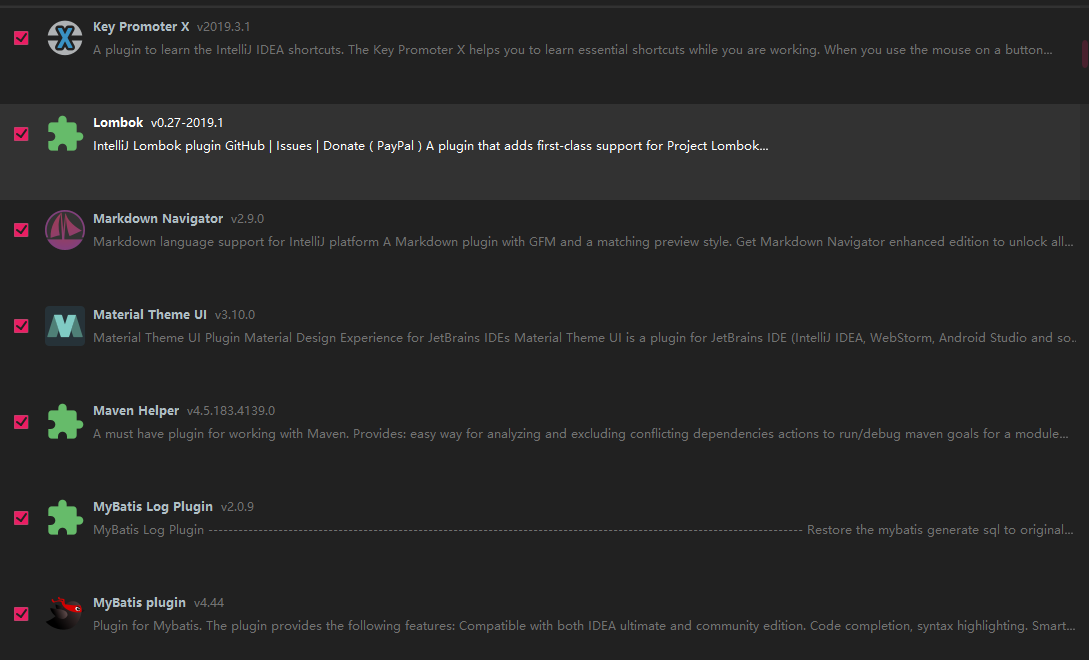 Key Promoter X v2019.3.1
A plugin to learn the IntelliJ IDEA shortcuts. The Key Promoter X helps you to learn essential shortcuts while you are working. When you use the mouse on a button...
Lombok v0.27-2019.1
IntelliJ Lombok plugin GitHub | Issues | Donate ( PayPal ) A plugin that adds first-class support for Project Lombok...
Markdown Navigator v2.9.0
Markdown language support for IntelliJ platform A Markdown plugin with GFM and a matching preview style. Get Markdown Navigator enhanced edition to unlock all...
Material Theme UI v3.10.0
Material Theme UI Plugin Material Design Experience for JetBrains IDEs Material Theme UI is a plugin for JetBrains IDE (IntelliJ IDEA, WebStorm, Android Studio and so..
Maven Helper v4.5.183.4139.0
A must have plugin for working with Maven. Provides: easy way for analyzing and excluding conflicting dependencies actions to run/debug maven goals for a module...
MyBatis Log Plugin v2.0.9
MyBatis Log Plugin ---------------------------------------------------------------------------------------------------------------------- Restore the mybatis generate sql to original...
MyBatis plugin v4.44
Plugin for Mybatis. The plugin provides the following features: Compatible with both IDEA ultimate and community edition. Code completion, syntax highlighting. Smart...